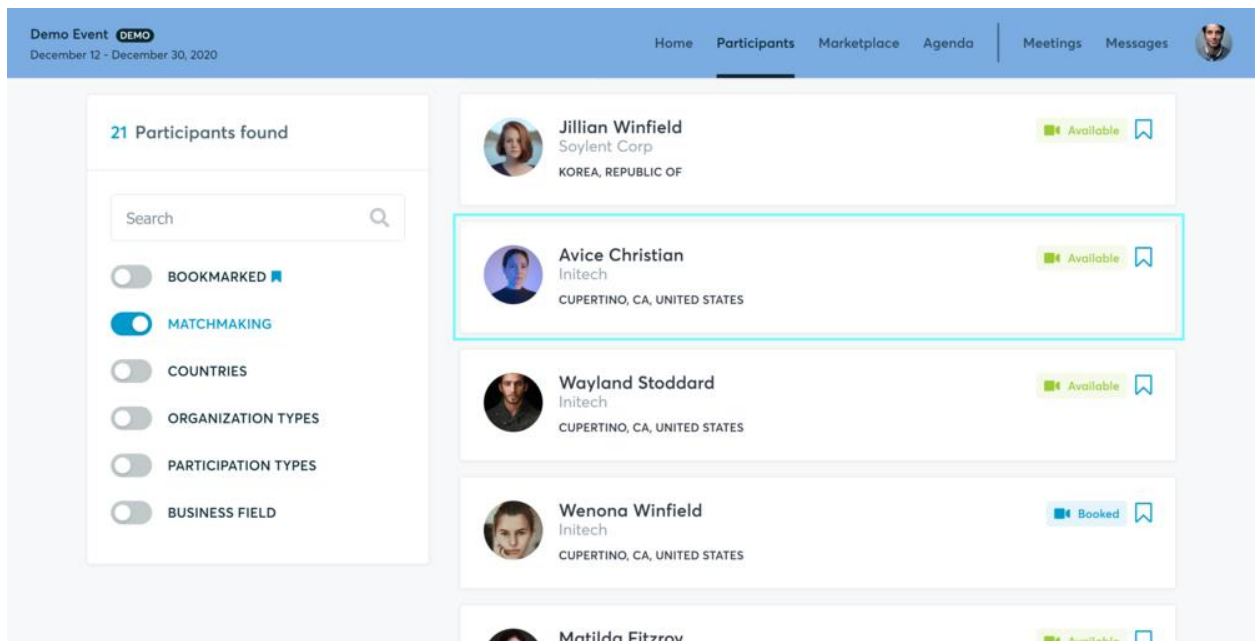 Demo Event DEMO
December 12 - December 30, 2020
Home Participants Marketplace Agenda Meetings Messages
21 Participants found
Search
BOOKMARKED
MATCHMAKING
COUNTRIES
ORGANIZATION TYPES
PARTICIPATION TYPES
BUSINESS FIELD
Jillian Winfield
Available
Soylent Corp
KOREA, REPUBLIC OF
Avice Christian
Available
Initech
CUPERTINO, CA, UNITED STATES
Wayland Stoddard
Available
Initech
CUPERTINO, CA, UNITED STATES
Wenona Winfield
Booked
Initech
CUPERTINO, CA, UNITED STATES
Matilda Fitzroy
Available